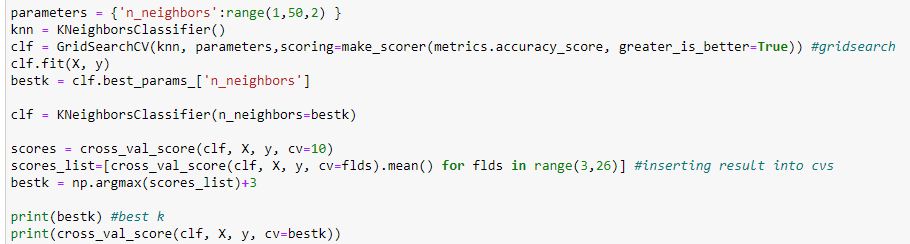 parameters = {'n_neighbors':range(1,50,2) }
knn = KNeighborsClassifier()
clf = GridSearchCV(knn, parameters,scoring=make_scorer(metrics.accuracy_score, greater_is_better=True)) #gridsearch
clf.fit(X, y)
bestk = clf.best_params_['n_neighbors']
clf = KNeighborsClassifier(n_neighbors=bestk)
scores = cross_val_score(clf, X, y, cv=10)
scores_list=[cross_val_score(clf, X, y, cv=flds).mean() for flds in range(3,26)] #inserting result into cvs
bestk = np.argmax(scores_list)+3
print(bestk) #best k
print(cross_val_score(clf, X, y, cv=bestk))